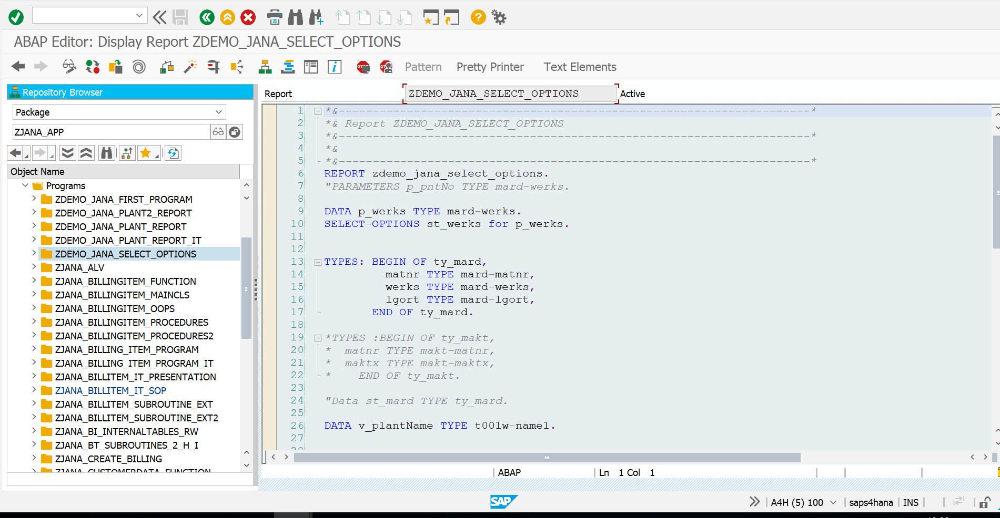 ABAP Editor: Display Report ZDEMO_JANA_SELECT_OPTIONS
Pattern Pretty Printer Text Elements
Repository Browser
Package
ZJANA_APP
Object Name
Programs
ZDEMO_JANA_FIRST_PROGRAM
ZDEMO_JANA_PLANT2_REPORT
ZDEMO_JANA_PLANT_REPORT
ZDEMO_JANA_PLANT_REPORT_IT
ZDEMO_JANA_SELECT_OPTIONS
ZJANA_ALV
ZJANA_BILLINGITEM_FUNCTION
ZJANA_BILLINGITEM_MAINCLS
ZJANA_BILLINGITEM_OOPS
ZJANA_BILLINGITEM_PROCEDURES
ZJANA_BILLINGITEM_PROCEDURES2
ZJANA_BILLING_ITEM_PROGRAM
ZJANA_BILLING_ITEM_PROGRAM_IT
ZJANA_BILLITEM_IT_PRESENTATION
ZJANA_BILLITEM_IT_SOP
ZJANA_BILLITEM_SUBROUTINE_EXT
ZJANA_BILLITEM_SUBROUTINE_EXT2
ZJANA_BI_INTERNALTABLES_RW
ZJANA_BT_SUBROUTINES_2_H_I
ZJANA_CREATE_BILLING
ZJANA_CUSTOMERDATA_FUNCTION
Report ZDEMO_JANA_SELECT_OPTIONS Active
1 *&---------------------------------------------------------------------*
2 *& Report ZDEMO_JANA_SELECT_OPTIONS
3 *&---------------------------------------------------------------------*
4 *&
5 *&---------------------------------------------------------------------*
6 REPORT zdemo_jana_select_options.
7 "PARAMETERS p_pntNo TYPE mard-werks.
8
9 DATA p_werks TYPE mard-werks.
10 SELECT-OPTIONS st_werks for p_werks.
11
12
13 TYPES: BEGIN OF ty_mard,
14 matnr TYPE mard-matnr,
15 werks TYPE mard-werks,
16 lgort TYPE mard-lgort,
17 END OF ty_mard.
18
19 *TYPES :BEGIN OF ty_makt,
20 * matnr TYPE makt-matnr,
21 * maktx TYPE makt-maktx,
22 * END OF ty_makt.
23
24 "Data st_mard TYPE ty_mard.
25
26 DATA v_plantName TYPE t001w-name1.
27
28
ABAP Ln 1 Col 1
SAP A4H (5) 100 saps4hana INS